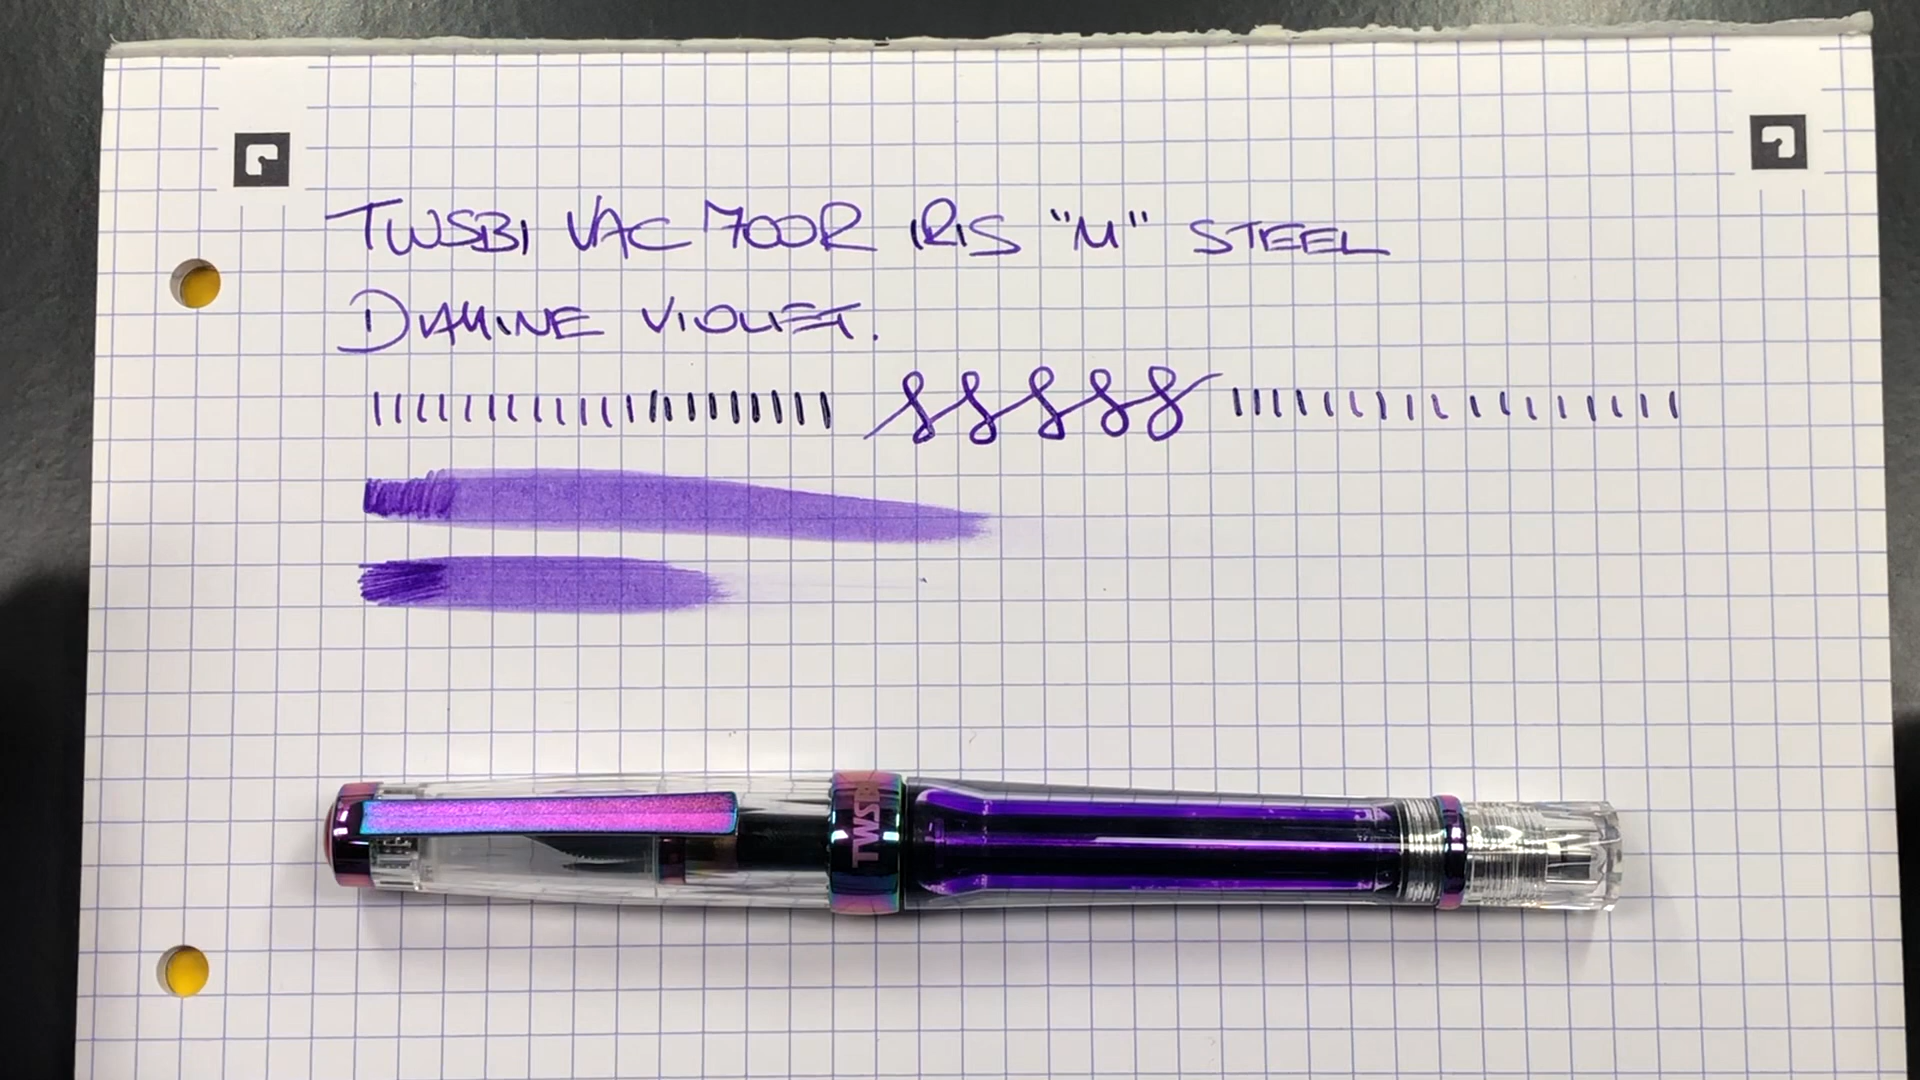 TWSBI VAC 700R IRIS "M" STEEL
DIAMINE VIOLET.
TWSBI